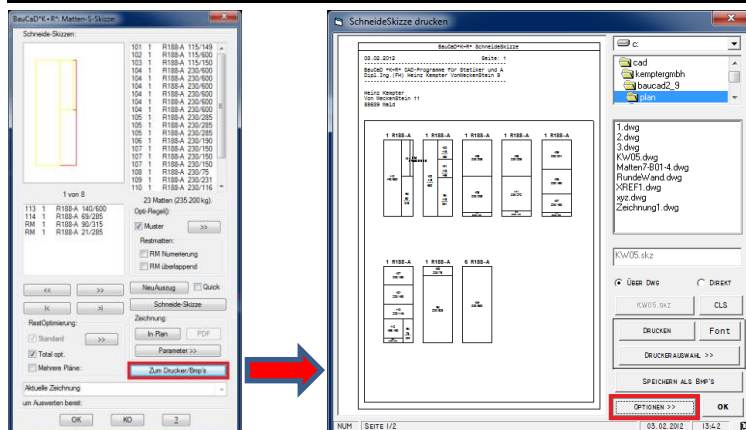 BauCaD*K+R*: Matten-S-Skizze:
Schneide-Skizzen:
101 1 R188-A 115/149
102 1 R188-A 115/600
103 1 R188-A 115/150
104 1 R188-A 230/600
104 1 R188-A 230/600
104 1 R188-A 230/600
104 1 R188-A 230/600
104 1 R188-A 230/600
105 1 R188-A 230/285
105 1 R188-A 230/285
105 1 R188-A 230/285
106 1 R188-A 230/190
107 1 R188-A 230/150
107 1 R188-A 230/150
107 1 R188-A 230/150
108 1 R188-A 230/75
109 1 R188-A 230/231
110 1 R188-A 230/116
1 von 8
23 Matten (235.200 kg).
113 1 R188-A 140/600
114 1 R188-A 69/285
RM 1 R188-A 90/315
RM 1 R188-A 21/285
Opti-Regel():
Muster >>
Restmatten:
RM Numerierung
RM überlappend
<< >>
NeuAuszug Quick
|< >|
Schneide-Skizze
RestOptimierung:
Zeichnung:
Standard >>
In Plan PDF
Total opt.
Parameter >>
Mehrere Pläne:
Zum Drucker/Bmp's
Aktuelle Zeichnung
um Auswerten bereit:
OK KO ?
SchneideSkizze drucken
BauCaD*K+R* SchneideSkizze
03.02.2012 Seite: 1
BauCaD *K+R* CAD-Programme für Statiker und A
Dipl.Ing.(FH) Heinz Kempter VonWeckenStein 9
Heinz Kempter
Von Weckenstein 11
1 R188-A 1 R188-A 1 R188-A 1 R188-A 1 R188-A
1 R188-A 1 R188-A 6 R188-A
c:
cad
kemptergmbh
baucad2_9
plan
1.dwg
2.dwg
3.dwg
KW05.dwg
Matten7-B01-4.dwg
RundeWand.dwg
XREF1.dwg
xyz.dwg
Zeichnung1.dwg
KW05.skz
Über Dwg Direkt
KW05.skz CLS
Drucken Font
Druckerauswahl >>
Speichern als Bmp's
Optionen >> OK
NUM SEITE 1/2 03.02.2012 13:42